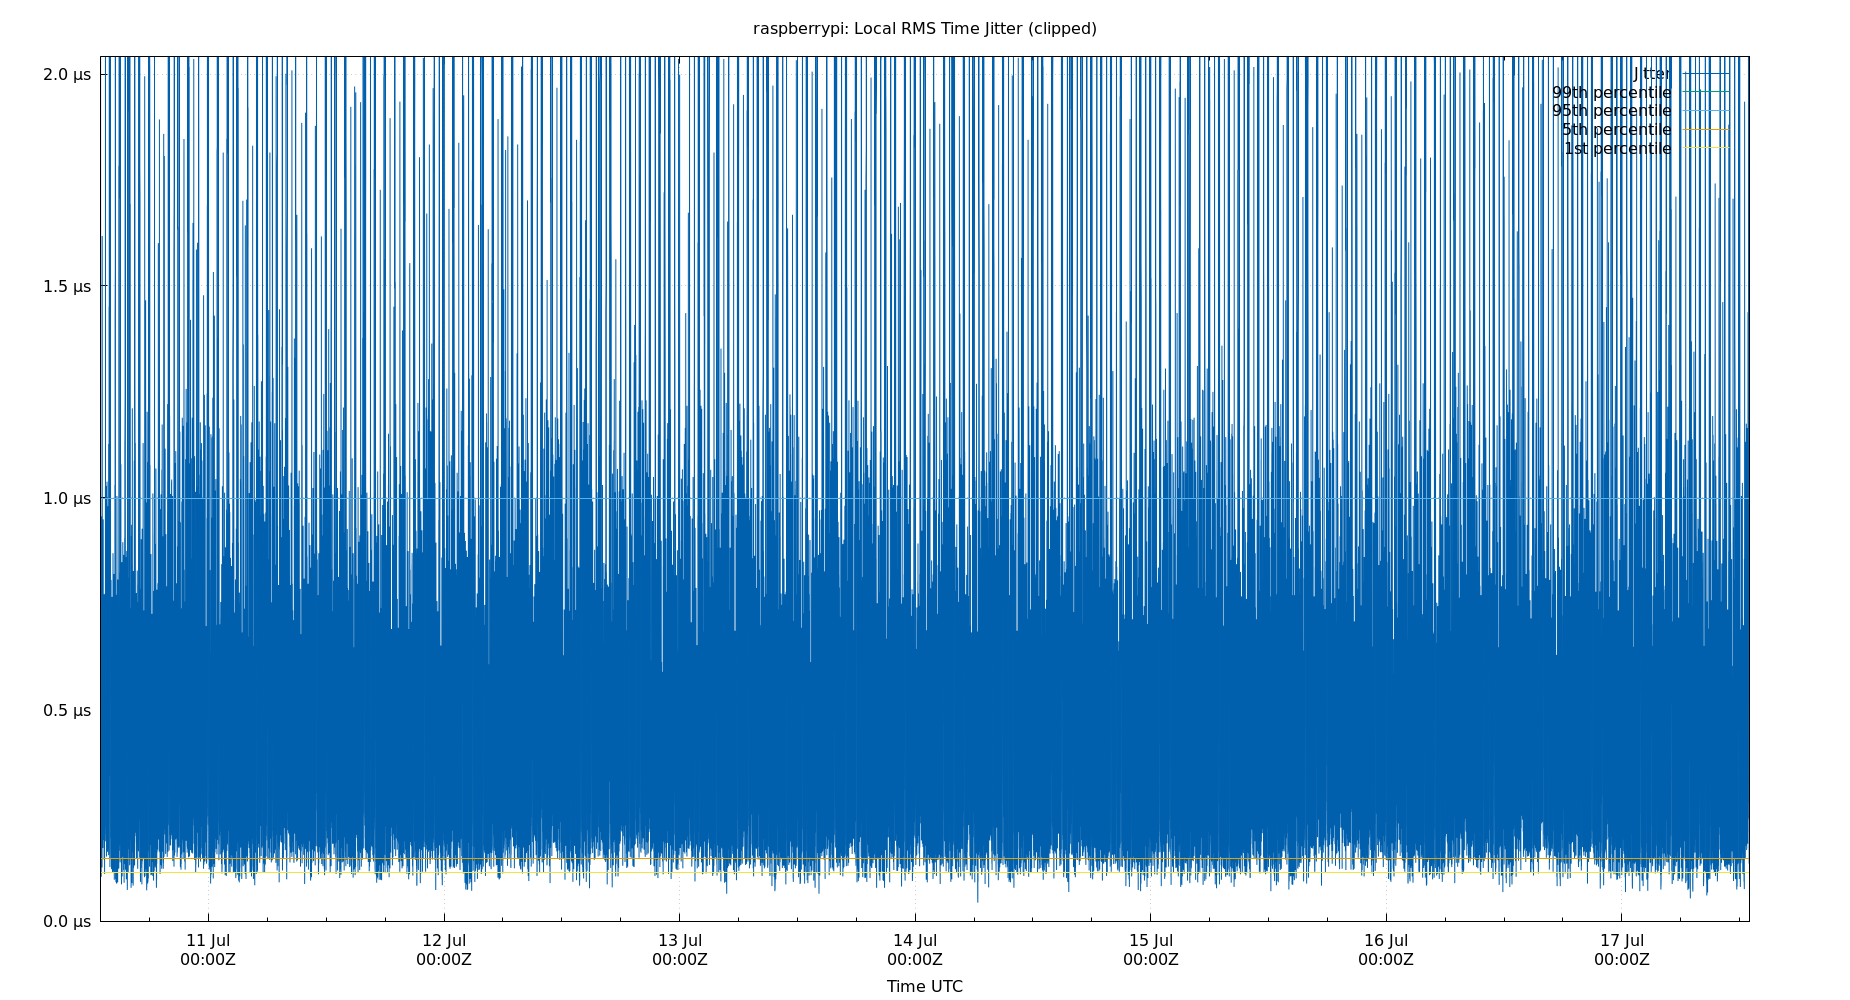 raspberrypi: Local RMS Time Jitter (clipped)
2.0 µs
1.5 µs
1.0 µs
0.5 µs
0.0 µs
Jitter
99th percentile
95th percentile
5th percentile
1st percentile
11 Jul
00:00Z
12 Jul
00:00Z
13 Jul
00:00Z
14 Jul
00:00Z
15 Jul
00:00Z
16 Jul
00:00Z
17 Jul
00:00Z
Time UTC